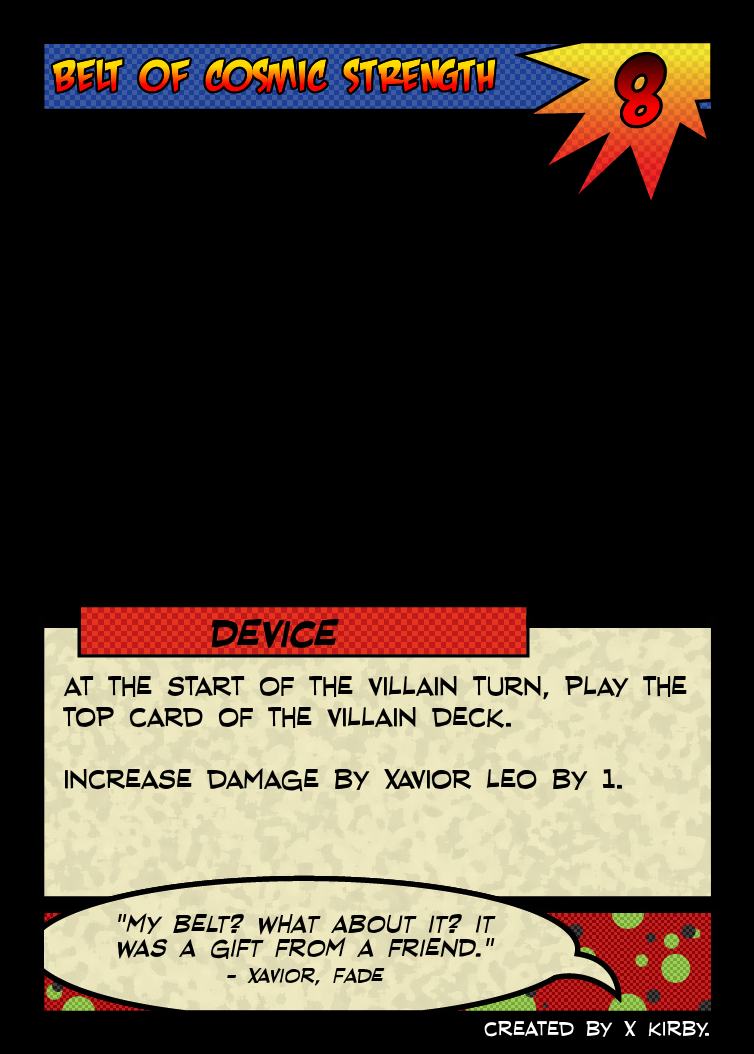 BELT OF COSMIC STRENGTH
8
DEVICE
AT THE START OF THE VILLAIN TURN, PLAY THE
TOP CARD OF THE VILLAIN DECK.
INCREASE DAMAGE BY XAVIOR LEO BY 1.
"MY BELT? WHAT ABOUT IT? IT
WAS A GIFT FROM A FRIEND."
- XAVIOR, FADE
CREATED BY X KIRBY.